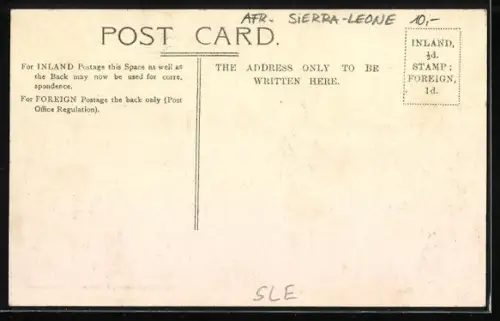 AFR. SIERRA-LEONE 10,-
POST CARD.
For INLAND Postage this Space as well as
the Back may now be used for corre-
spondence.
For FOREIGN Postage the back only (Post
Office Regulation).
THE ADDRESS ONLY TO BE
WRITTEN HERE.
INLAND,
½d.
STAMP;
FOREIGN,
1d.
SLE